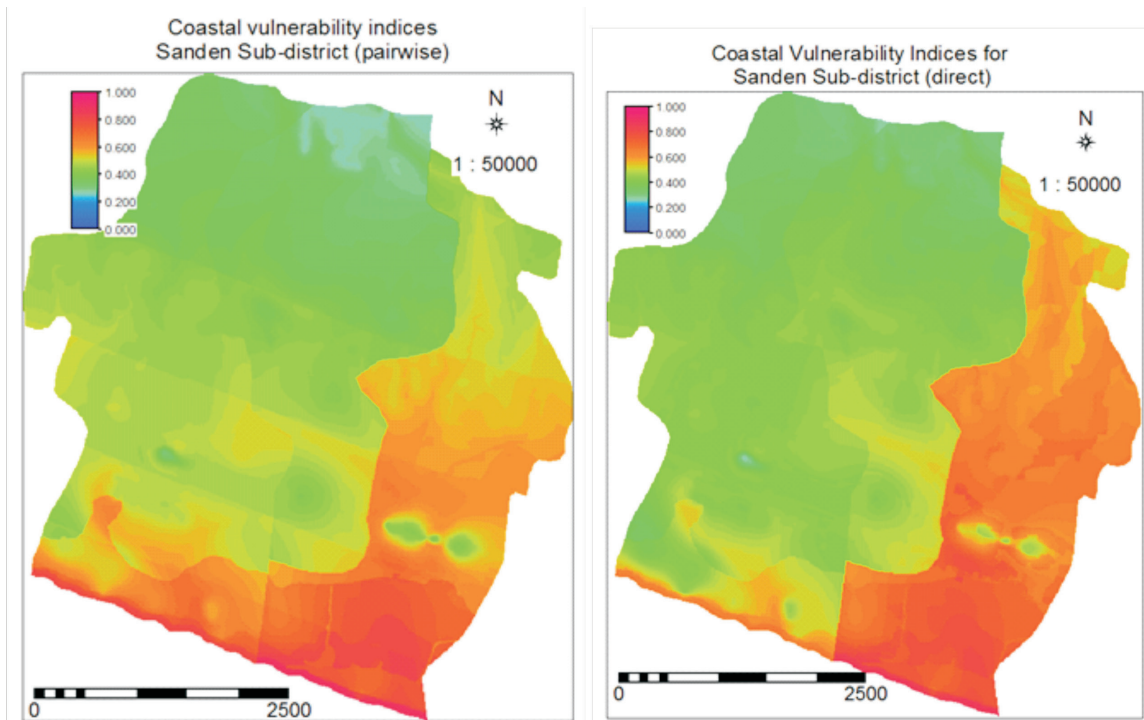 Coastal vulnerability indices
Sanden Sub-district (pairwise)
1.000
0.800
0.600
0.400
0.200
0.000
N
1 : 50000
0
2500
Coastal Vulnerability Indices for
Sanden Sub-district (direct)
1.000
0.800
0.600
0.400
0.200
0.000
N
1 : 50000
0
2500